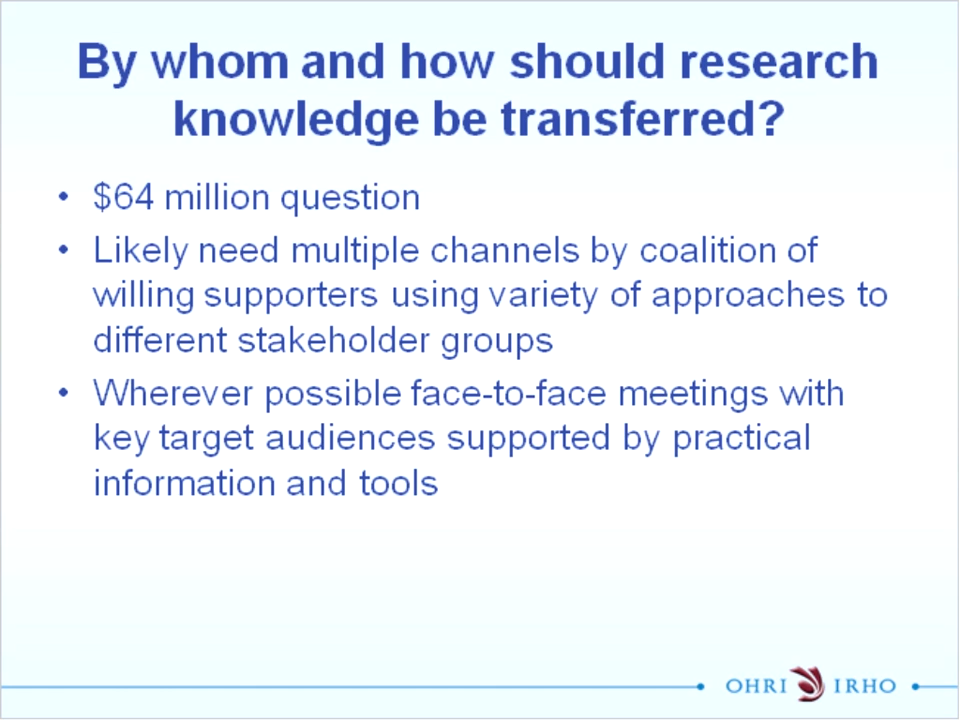 By whom and how should research
knowledge be transferred?
• $64 million question
• Likely need multiple channels by coalition of
willing supporters using variety of approaches to
different stakeholder groups
• Wherever possible face-to-face meetings with
key target audiences supported by practical
information and tools
OHRI IRHO